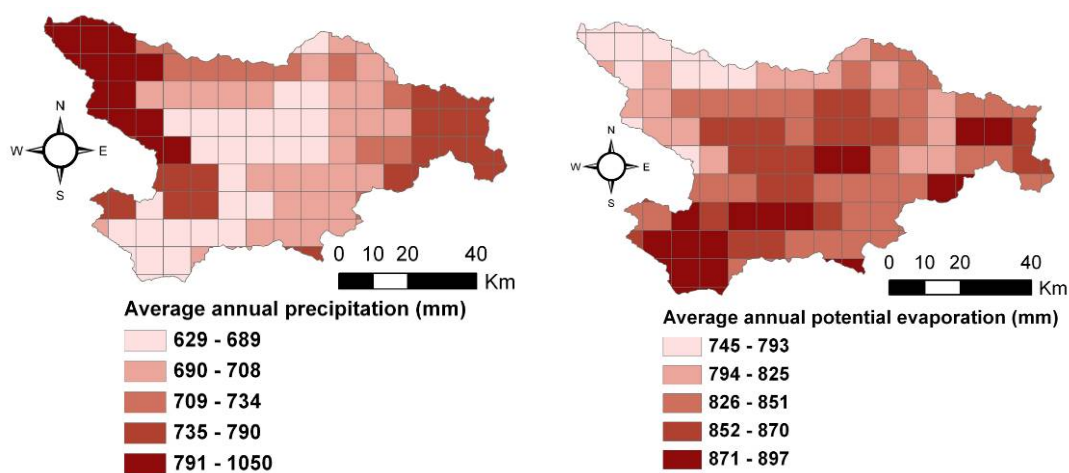 N
W E
S
0 10 20 40
Km
Average annual precipitation (mm)
629 - 689
690 - 708
709 - 734
735 - 790
791 - 1050
N
W E
S
0 10 20 40
Km
Average annual potential evaporation (mm)
745 - 793
794 - 825
826 - 851
852 - 870
871 - 897